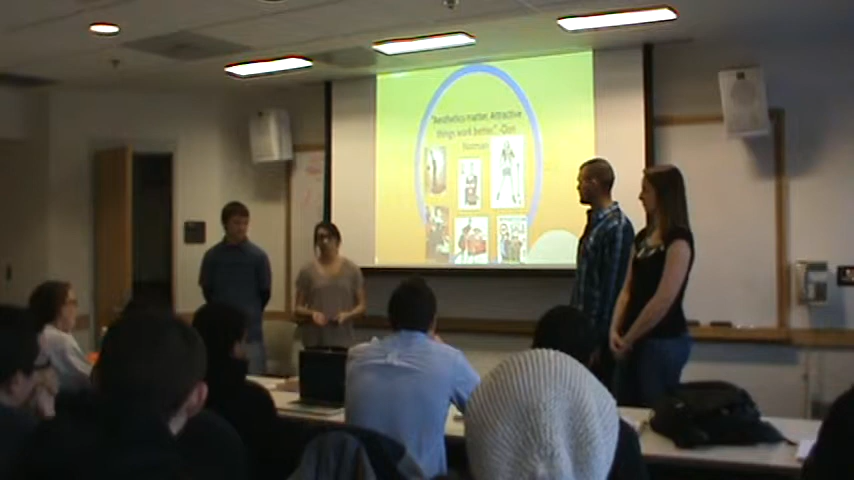 "Aesthetics matter. Attractive
things work better." -Don
Norman